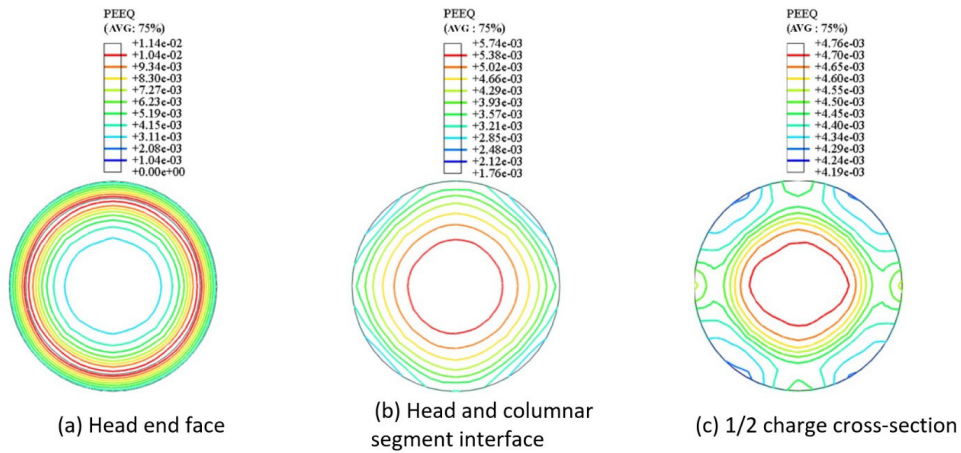 PEEQ
(AVG: 75%)
+1.14e-02
+1.04e-02
+9.34e-03
+8.30e-03
+7.27e-03
+6.23e-03
+5.19e-03
+4.15e-03
+3.11e-03
+2.08e-03
+1.04e-03
+0.00e+00
(a) Head end face
PEEQ
(AVG : 75%)
+5.74e-03
+5.38e-03
+5.02e-03
+4.66e-03
+4.29e-03
+3.93e-03
+3.57e-03
+3.21e-03
+2.85e-03
+2.48e-03
+2.12e-03
+1.76e-03
(b) Head and columnar
segment interface
PEEQ
(AVG : 75%)
+4.76e-03
+4.70e-03
+4.65e-03
+4.60e-03
+4.55e-03
+4.50e-03
+4.45e-03
+4.40e-03
+4.34e-03
+4.29e-03
+4.24e-03
+4.19e-03
(c) 1/2 charge cross-section